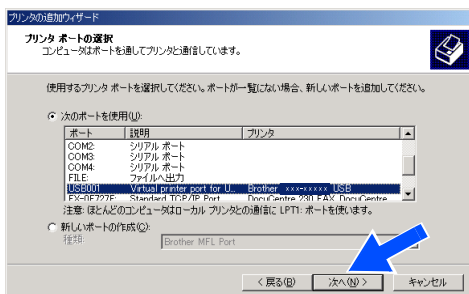 プリンタの追加ウィザード
プリンタ ポートの選択
コンピュータはポートを通してプリンタと通信しています。
使用するプリンタ ポートを選択してください。ポートが一覧にない場合、新しいポートを追加してください。
次のポートを使用(U):
ポート 説明 プリンタ
COM2: シリアル ポート
COM3: シリアル ポート
COM4: シリアル ポート
FILE: ファイルへ出力
USB001 Virtual printer port for U... Brother xxx-xxxxx USB
Standard TCP/IP Port DocuCentre 230 FAX, DocuCentre
注意: ほとんどのコンピュータはローカル プリンタとの通信に LPT1: ポートを使います。
新しいポートの作成(C):
種類: Brother MFL Port
< 戻る(B) 次へ(N) > キャンセル